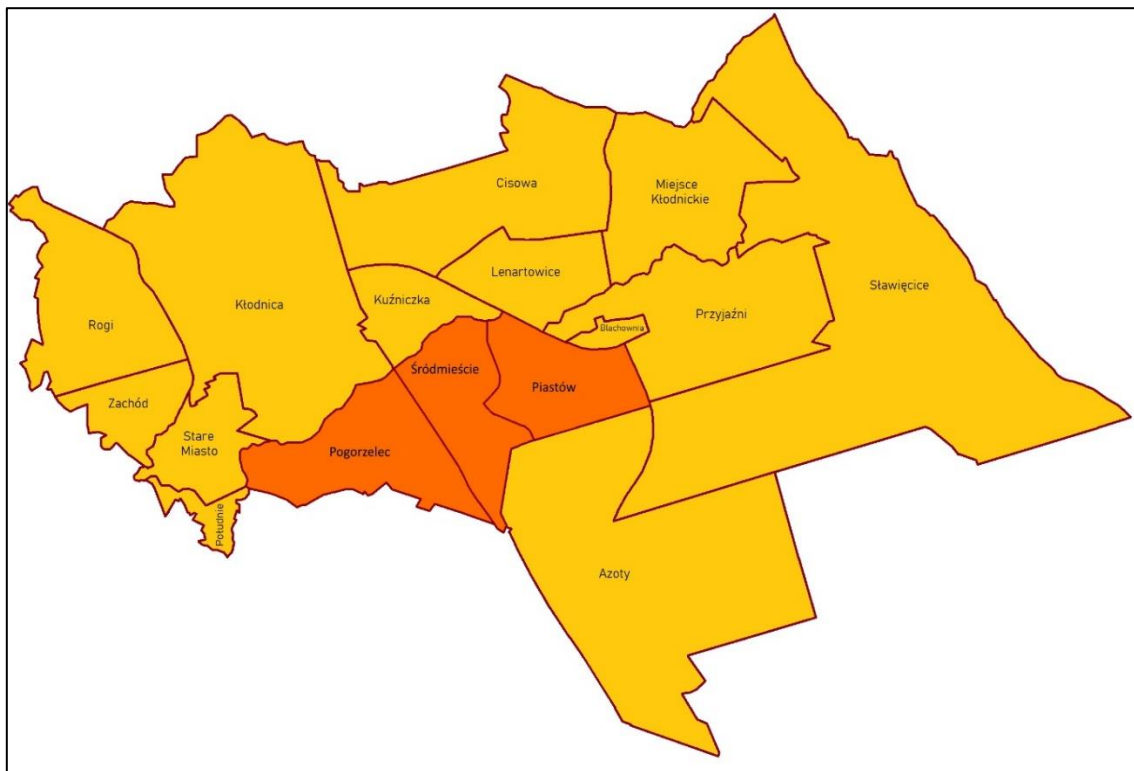 Cisowa
Miejsce
Kłodnickie
Lenartowice
Sławięcice
Kłodnica
Kuźniczka
Przyjaźni
Rogi
Blachownia
Śródmieście
Piastów
Zachód
Stare
Miasto
Pogorzelec
Południe
Azoty